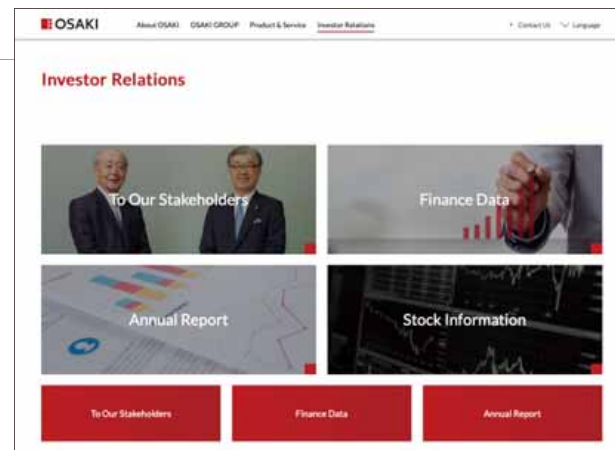 OSAKI About OSAKI OSAKI GROUP Product & Service Investor Relations Contact Us Language
Investor Relations
To Our Stakeholders Finance Data
Annual Report Stock Information
To Our Stakeholders Finance Data Annual Report